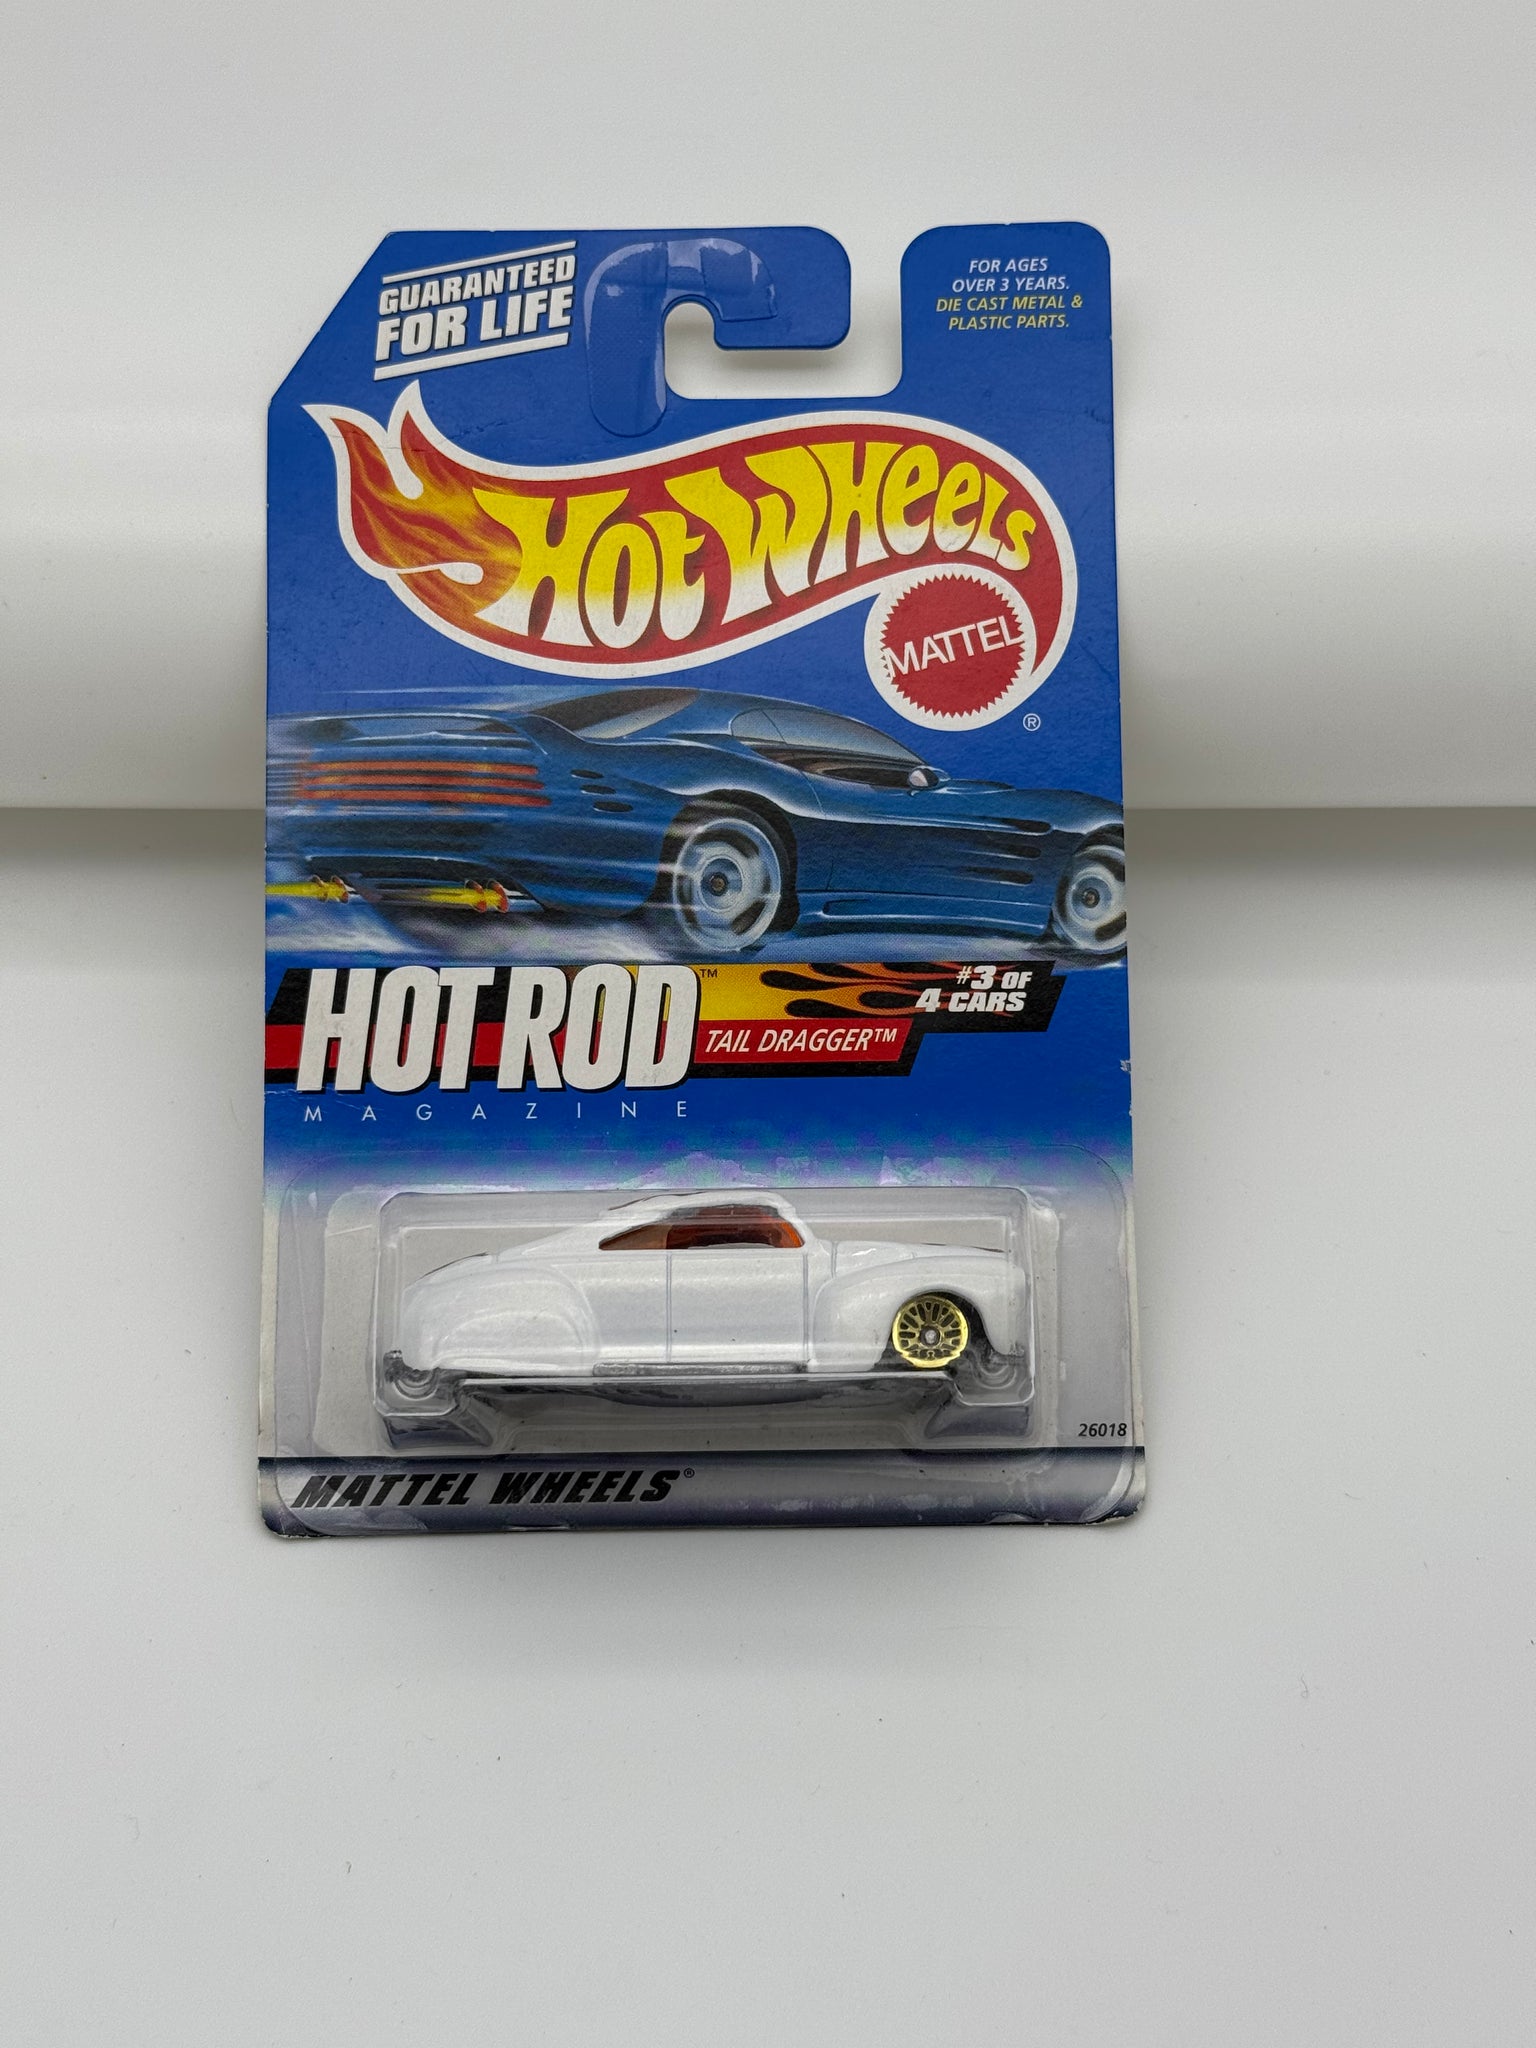 GUARANTEED
FOR LIFE
FOR AGES
OVER 3 YEARS.
DIE CAST METAL &
PLASTIC PARTS.
HOT WHEELS
MATTEL
®
HOT ROD™
#3 OF
4 CARS
TAIL DRAGGER™
MAGAZINE
26018
MATTEL WHEELS®